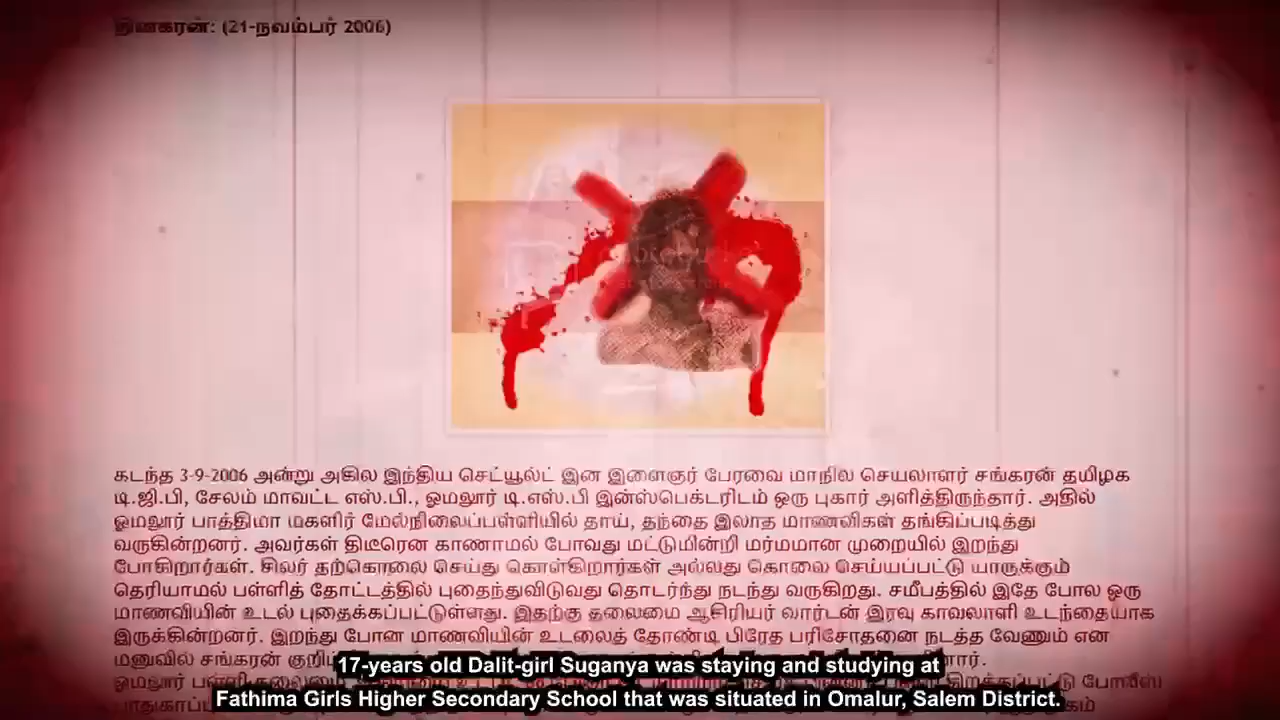 தினகரன்: (21-நவம்பர் 2006)
கடந்த 3-9-2006 அன்று அகில இந்திய செட்யூல்ட் இன இளைஞர் பேரவை மாநில செயலாளர் சங்கரன் தமிழக
டி.ஜி.பி, சேலம் மாவட்ட எஸ்.பி., ஓமலூர் டி.எஸ்.பி இன்ஸ்பெக்டரிடம் ஒரு புகார் அளித்திருந்தார். அதில்
ஓமலூர் பாத்திமா மகளிர் மேல்நிலைப்பள்ளியில் தாய், தந்தை இலாத மாணவிகள் தங்கிப்படித்து
வருகின்றனர். அவர்கள் திடீரென காணாமல் போவது மட்டுமின்றி மர்மமான முறையில் இறந்து
போகிறார்கள். சிலர் தற்கொலை செய்து கொள்கிறார்கள் அல்லது கொலை செய்யப்பட்டு யாருக்கும்
தெரியாமல் பள்ளித் தோட்டத்தில் புதைந்துவிடுவது தொடர்ந்து நடந்து வருகிறது. சமீபத்தில் இதே போல ஒரு
மாணவியின் உடல் புதைக்கப்பட்டுள்ளது. இதற்கு தலைமை ஆசிரியர் வார்டன் இரவு காவலாளி உடந்தையாக
இருக்கின்றனர். இறந்து போன மாணவியின் உடலைத் தோண்டி பிரேத பரிசோதனை நடத்த வேணும் என
மனுவில் சங்கரன்
17-years old Dalit-girl Suganya was staying and studying at
ஓமலூர் பள்ளி போலீஸ்
Fathima Girls Higher Secondary School that was situated in Omalur, Salem District.